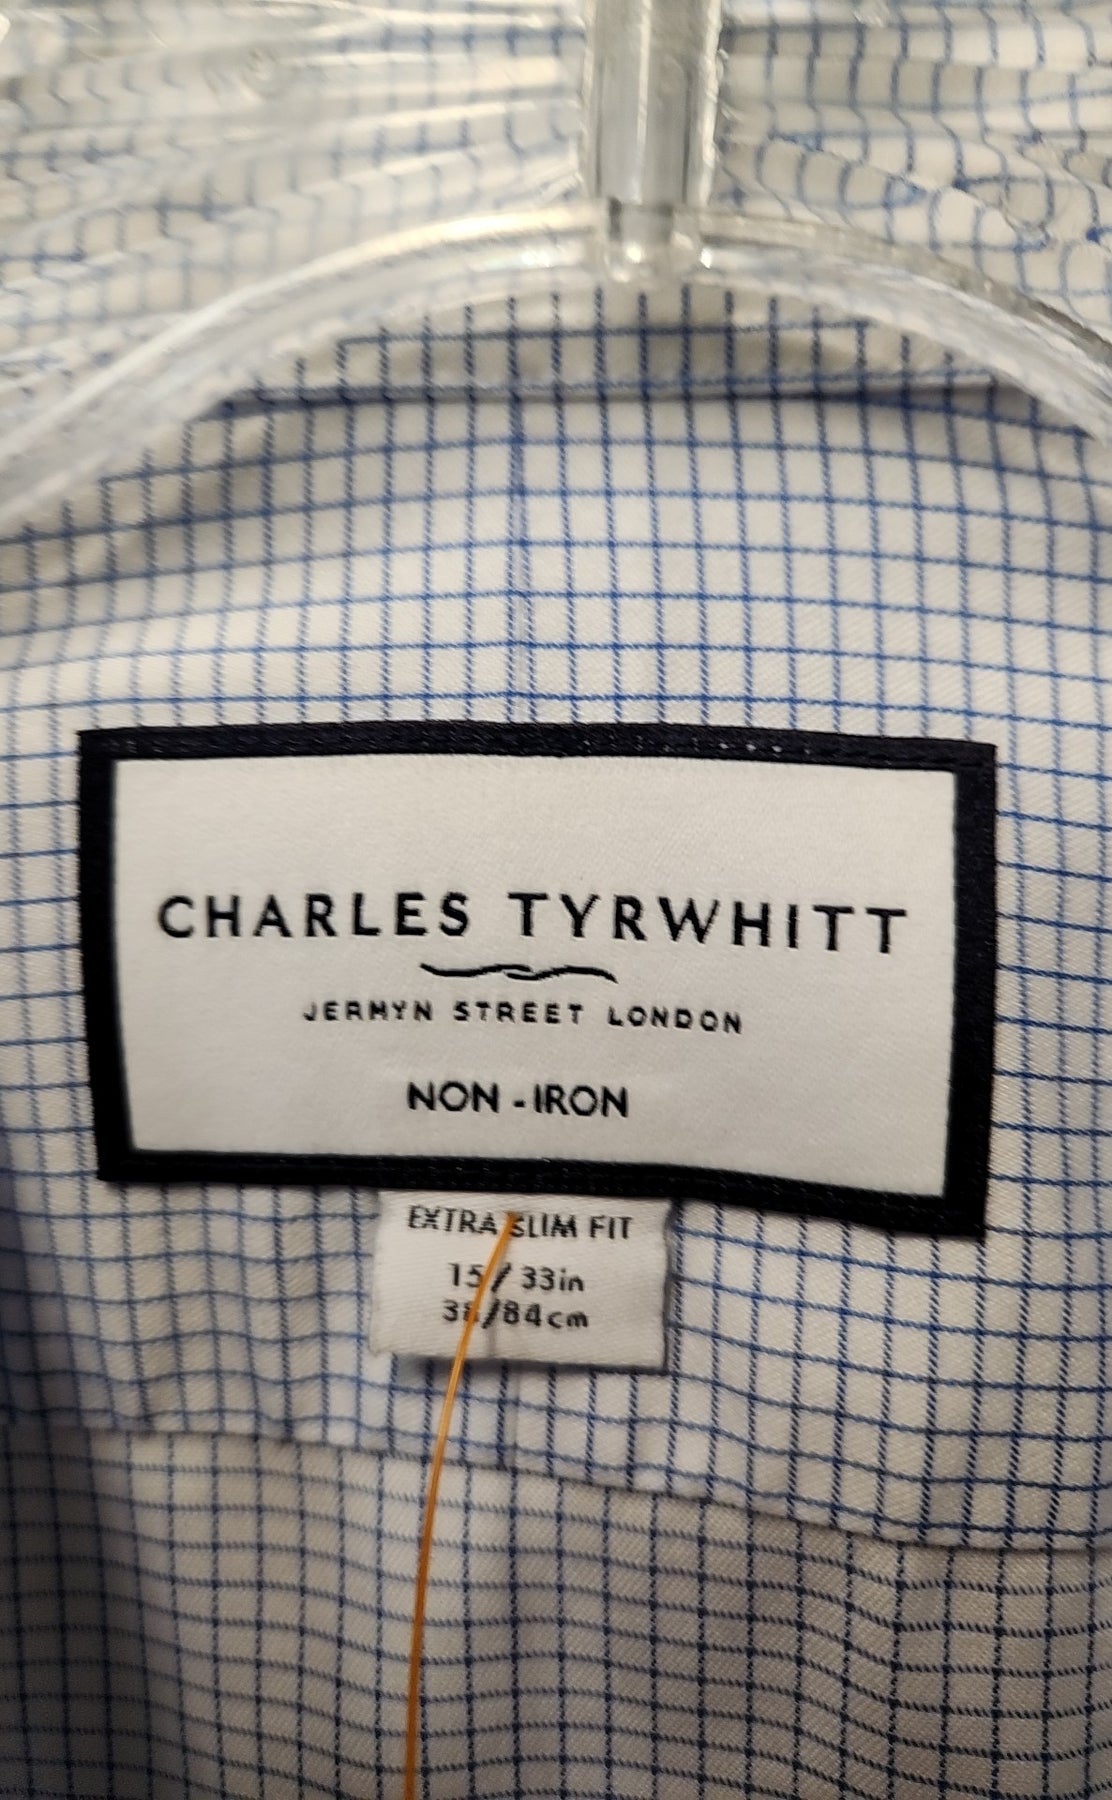 CHARLES TYRWHITT
JERMYN STREET LONDON
NON-IRON
EXTRA SLIM FIT
15/33in
38/84cm